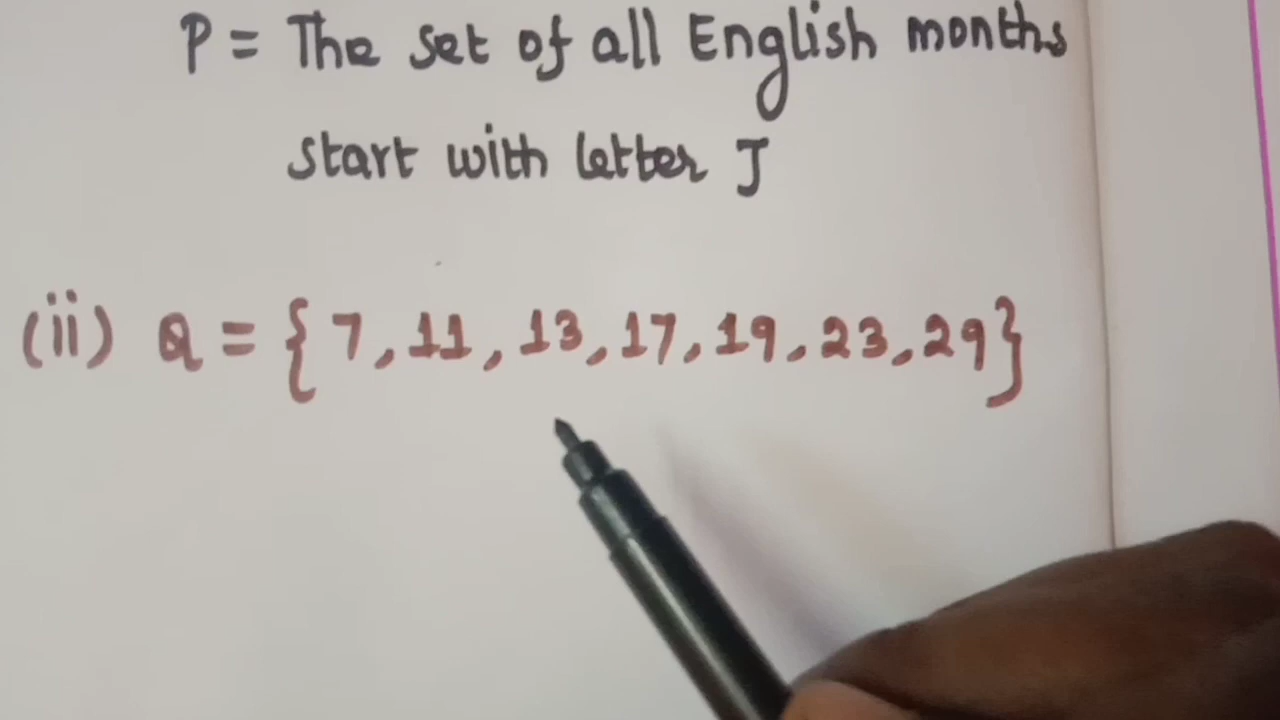 P = The set of all English months
start with letter J
(ii) Q = {7, 11, 13, 17, 19, 23, 29}